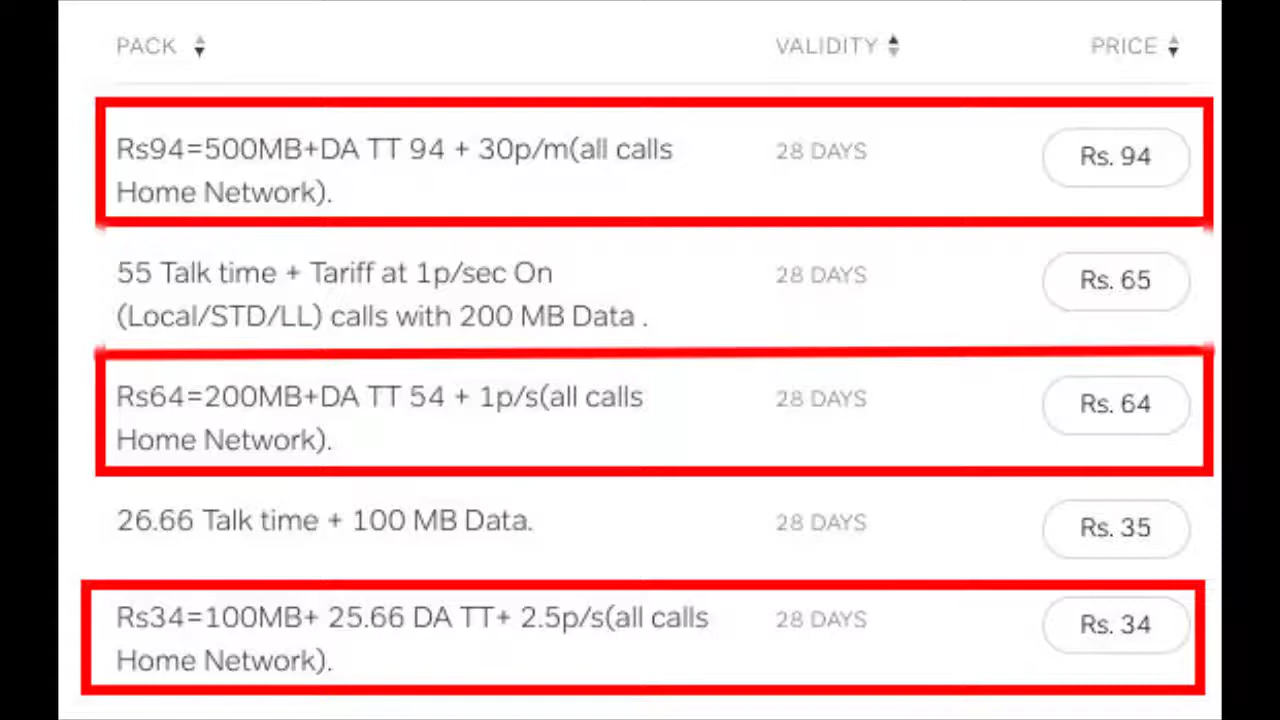 PACK VALIDITY PRICE
Rs94=500MB+DA TT 94 + 30p/m(all calls 28 DAYS Rs. 94
Home Network).
55 Talk time + Tariff at 1p/sec On 28 DAYS Rs. 65
(Local/STD/LL) calls with 200 MB Data .
Rs64=200MB+DA TT 54 + 1p/s(all calls 28 DAYS Rs. 64
Home Network).
26.66 Talk time + 100 MB Data. 28 DAYS Rs. 35
Rs34=100MB+ 25.66 DA TT+ 2.5p/s(all calls 28 DAYS Rs. 34
Home Network).